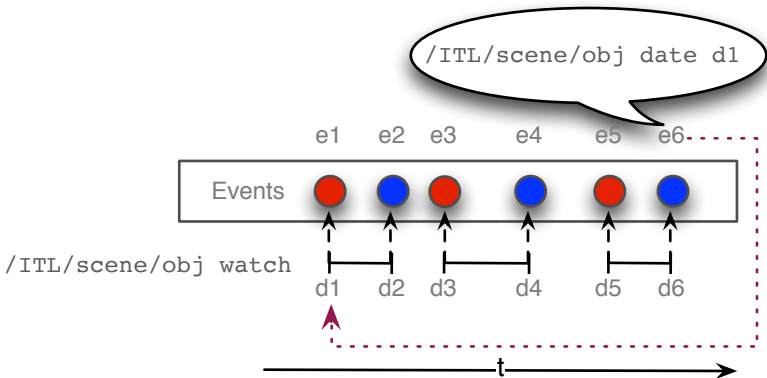 /ITL/scene/obj date d1
e1 e2 e3 e4 e5 e6
Events
/ITL/scene/obj watch
d1 d2 d3 d4 d5 d6
t